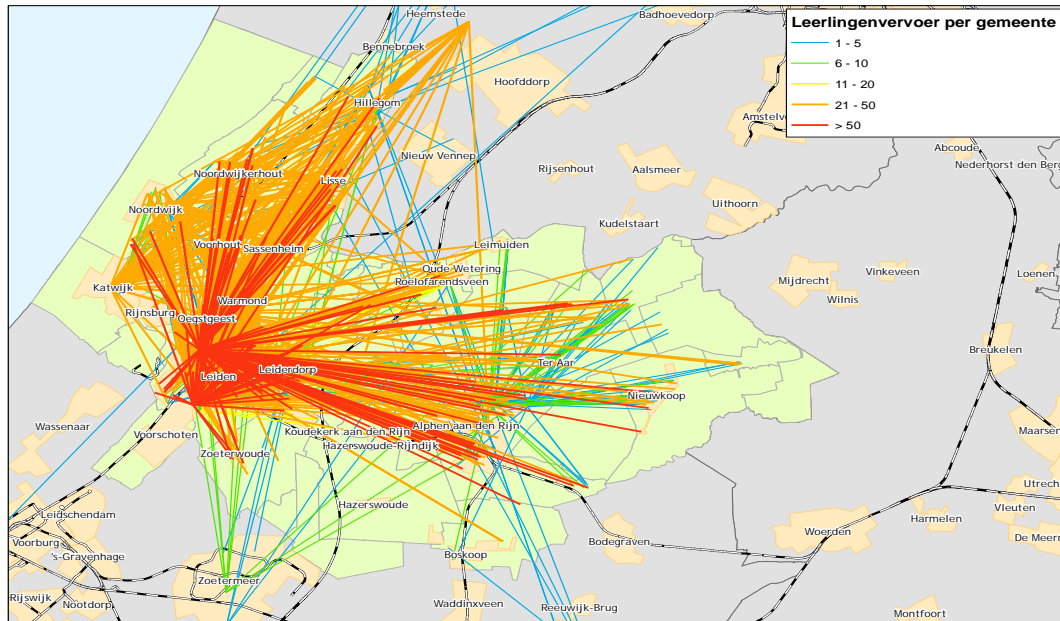 Heemstede
Badhoevedorp
Leerlingenvervoer per gemeente
1 - 5
6 - 10
11 - 20
21 - 50
> 50
Bennebroek
Hoofddorp
Hillegom
Amstelv
Nieuw Vennep
Abcoude
Nederhorst den Berg
Noordwijkerhout
Lisse
Rijsenhout
Aalsmeer
Noordwijk
Uithoorn
Kudelstaart
Voorhout
Sassenheim
Leimuiden
Oude Wetering
Roelofarendsveen
Mijdrecht
Vinkeveen
Loenen
Wilnis
Katwijk
Warmond
Rijnsburg
Oegstgeest
Breukelen
Leiden
Leiderdorp
Ter Aar
Nieuwkoop
Wassenaar
Voorschoten
Koudekerk aan den Rijn
Alphen aan den Rijn
Hazerswoude-Rijndijk
Zoeterwoude
Maarsen
Utrech
Vleuten
Leidschendam
Hazerswoude
Harmelen
Woerden
De Meern
Voorburg
's-Gravenhage
Boskoop
Bodegraven
Zoetermeer
Rijswijk
Nootdorp
Waddinxveen
Reeuwijk-Brug
Montfoort